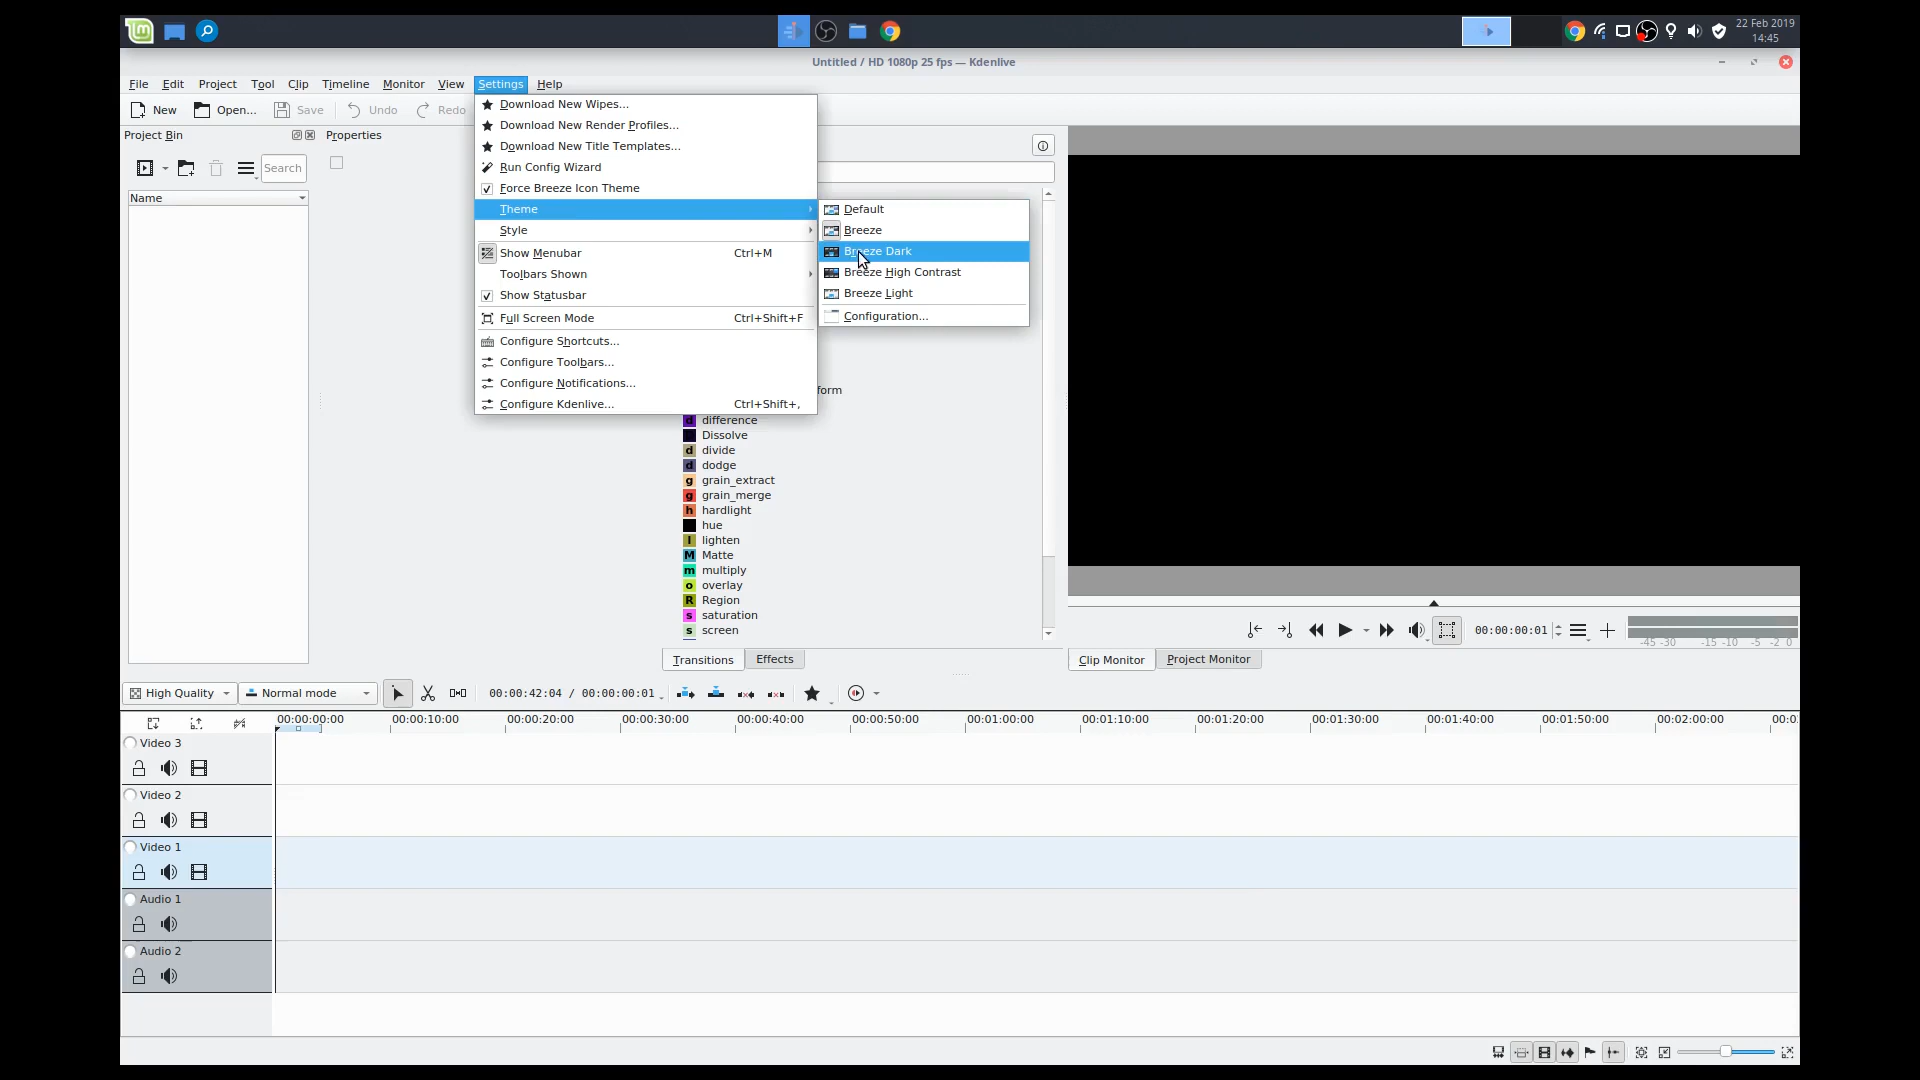 22 Feb 2019
14:45
Untitled / HD 1080p 25 fps — Kdenlive
File Edit Project Tool Clip Timeline Monitor View Settings Help
New Open... Save Undo Redo
Project Bin
Properties
Search
Name
Download New Wipes...
Download New Render Profiles...
Download New Title Templates...
Run Config Wizard
Force Breeze Icon Theme
Theme
Style
Show Menubar Ctrl+M
Toolbars Shown
Show Statusbar
Full Screen Mode Ctrl+Shift+F
Configure Shortcuts...
Configure Toolbars...
Configure Notifications...
Configure Kdenlive... Ctrl+Shift+,
Default
Breeze
Breeze Dark
Breeze High Contrast
Breeze Light
Configuration...
form
d difference
Dissolve
d divide
d dodge
g grain_extract
g grain_merge
h hardlight
hue
l lighten
M Matte
m multiply
o overlay
R Region
s saturation
s screen
Transitions Effects
00:00:00:01
-45 -30 -15 -10 -5 -2 0
Clip Monitor Project Monitor
High Quality Normal mode 00:00:42:04 / 00:00:00:01
00:00:00:00 00:00:10:00 00:00:20:00 00:00:30:00 00:00:40:00 00:00:50:00 00:01:00:00 00:01:10:00 00:01:20:00 00:01:30:00 00:01:40:00 00:01:50:00 00:02:00:00 00:0
Video 3
Video 2
Video 1
Audio 1
Audio 2